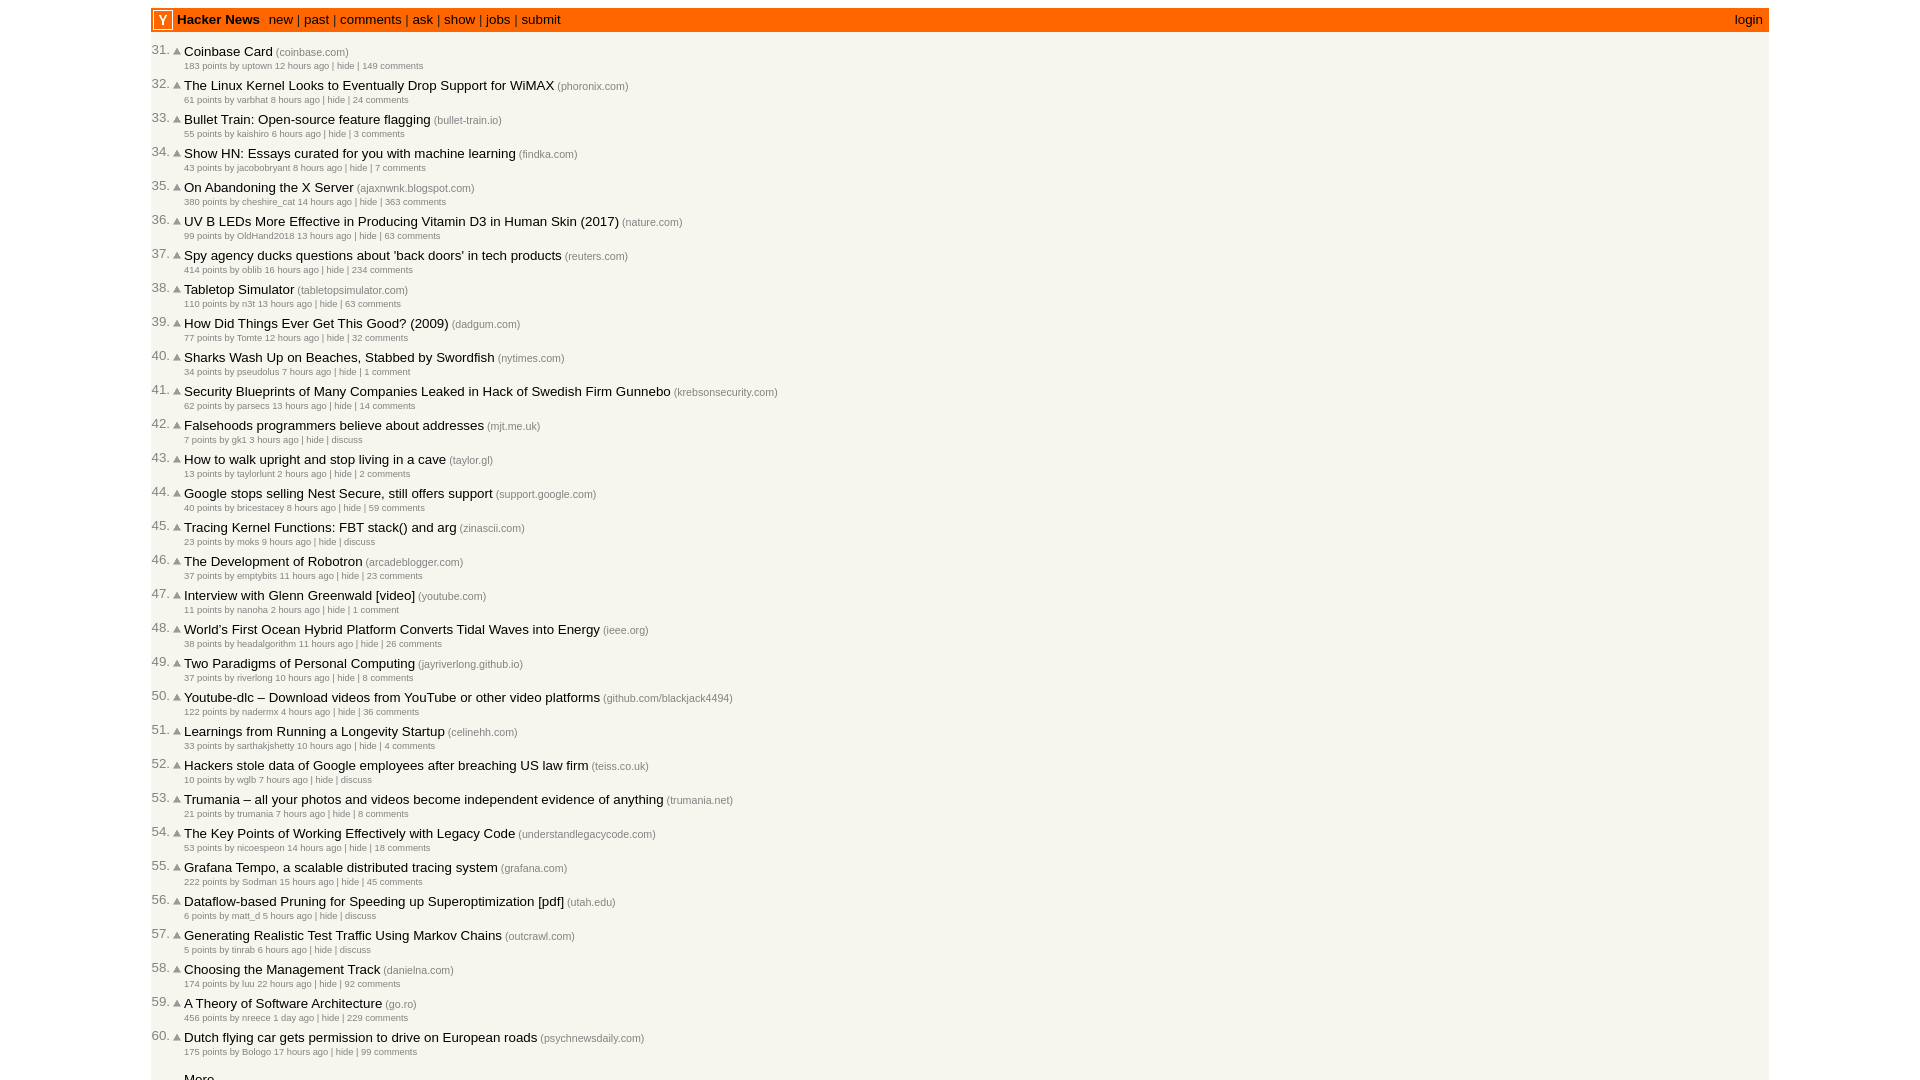 Y Hacker News new | past | comments | ask | show | jobs | submit login
31. Coinbase Card (coinbase.com)
183 points by uptown 12 hours ago | hide | 149 comments
32. The Linux Kernel Looks to Eventually Drop Support for WiMAX (phoronix.com)
61 points by varbhat 8 hours ago | hide | 24 comments
33. Bullet Train: Open-source feature flagging (bullet-train.io)
55 points by kaishiro 6 hours ago | hide | 3 comments
34. Show HN: Essays curated for you with machine learning (findka.com)
43 points by jacobobryant 8 hours ago | hide | 7 comments
35. On Abandoning the X Server (ajaxnwnk.blogspot.com)
380 points by cheshire_cat 14 hours ago | hide | 363 comments
36. UV B LEDs More Effective in Producing Vitamin D3 in Human Skin (2017) (nature.com)
99 points by OldHand2018 13 hours ago | hide | 63 comments
37. Spy agency ducks questions about 'back doors' in tech products (reuters.com)
414 points by oblib 16 hours ago | hide | 234 comments
38. Tabletop Simulator (tabletopsimulator.com)
110 points by n3t 13 hours ago | hide | 63 comments
39. How Did Things Ever Get This Good? (2009) (dadgum.com)
77 points by Tomte 12 hours ago | hide | 32 comments
40. Sharks Wash Up on Beaches, Stabbed by Swordfish (nytimes.com)
34 points by pseudolus 7 hours ago | hide | 1 comment
41. Security Blueprints of Many Companies Leaked in Hack of Swedish Firm Gunnebo (krebsonsecurity.com)
62 points by parsecs 13 hours ago | hide | 14 comments
42. Falsehoods programmers believe about addresses (mjt.me.uk)
7 points by gk1 3 hours ago | hide | discuss
43. How to walk upright and stop living in a cave (taylor.gl)
13 points by taylorlunt 2 hours ago | hide | 2 comments
44. Google stops selling Nest Secure, still offers support (support.google.com)
40 points by bricestacey 8 hours ago | hide | 59 comments
45. Tracing Kernel Functions: FBT stack() and arg (zinascii.com)
23 points by moks 9 hours ago | hide | discuss
46. The Development of Robotron (arcadeblogger.com)
37 points by emptybits 11 hours ago | hide | 23 comments
47. Interview with Glenn Greenwald [video] (youtube.com)
11 points by nanoha 2 hours ago | hide | 1 comment
48. World’s First Ocean Hybrid Platform Converts Tidal Waves into Energy (ieee.org)
38 points by headalgorithm 11 hours ago | hide | 26 comments
49. Two Paradigms of Personal Computing (jayriverlong.github.io)
37 points by riverlong 10 hours ago | hide | 8 comments
50. Youtube-dlc – Download videos from YouTube or other video platforms (github.com/blackjack4494)
122 points by nadermx 4 hours ago | hide | 36 comments
51. Learnings from Running a Longevity Startup (celinehh.com)
33 points by sarthakjshetty 10 hours ago | hide | 4 comments
52. Hackers stole data of Google employees after breaching US law firm (teiss.co.uk)
10 points by wglb 7 hours ago | hide | discuss
53. Trumania – all your photos and videos become independent evidence of anything (trumania.net)
21 points by trumania 7 hours ago | hide | 8 comments
54. The Key Points of Working Effectively with Legacy Code (understandlegacycode.com)
53 points by nicoespeon 14 hours ago | hide | 18 comments
55. Grafana Tempo, a scalable distributed tracing system (grafana.com)
222 points by Sodman 15 hours ago | hide | 45 comments
56. Dataflow-based Pruning for Speeding up Superoptimization [pdf] (utah.edu)
6 points by matt_d 5 hours ago | hide | discuss
57. Generating Realistic Test Traffic Using Markov Chains (outcrawl.com)
5 points by tinrab 6 hours ago | hide | discuss
58. Choosing the Management Track (danielna.com)
174 points by luu 22 hours ago | hide | 92 comments
59. A Theory of Software Architecture (go.ro)
456 points by nreece 1 day ago | hide | 229 comments
60. Dutch flying car gets permission to drive on European roads (psychnewsdaily.com)
175 points by Bologo 17 hours ago | hide | 99 comments
More